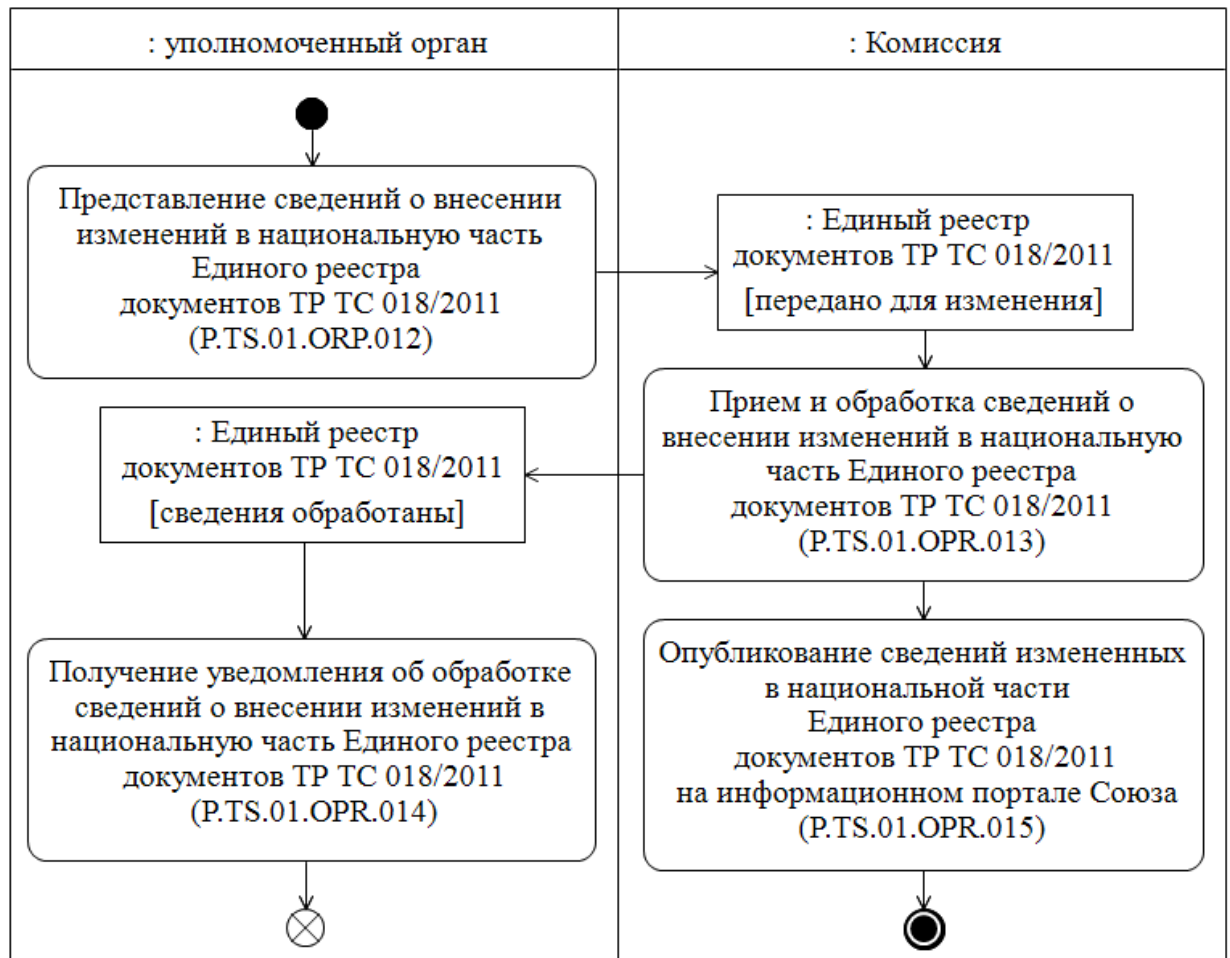 : уполномоченный орган
: Комиссия
Представление сведений о внесении
изменений в национальную часть
Единого реестра
документов ТР ТС 018/2011
(P.TS.01.ORP.012)
: Единый реестр
документов ТР ТС 018/2011
[передано для изменения]
Прием и обработка сведений о
внесении изменений в национальную
часть Единого реестра
документов ТР ТС 018/2011
(P.TS.01.OPR.013)
: Единый реестр
документов ТР ТС 018/2011
[сведения обработаны]
Получение уведомления об обработке
сведений о внесении изменений в
национальную часть Единого реестра
документов ТР ТС 018/2011
(P.TS.01.OPR.014)
Опубликование сведений измененных
в национальной части
Единого реестра
документов ТР ТС 018/2011
на информационном портале Союза
(P.TS.01.OPR.015)